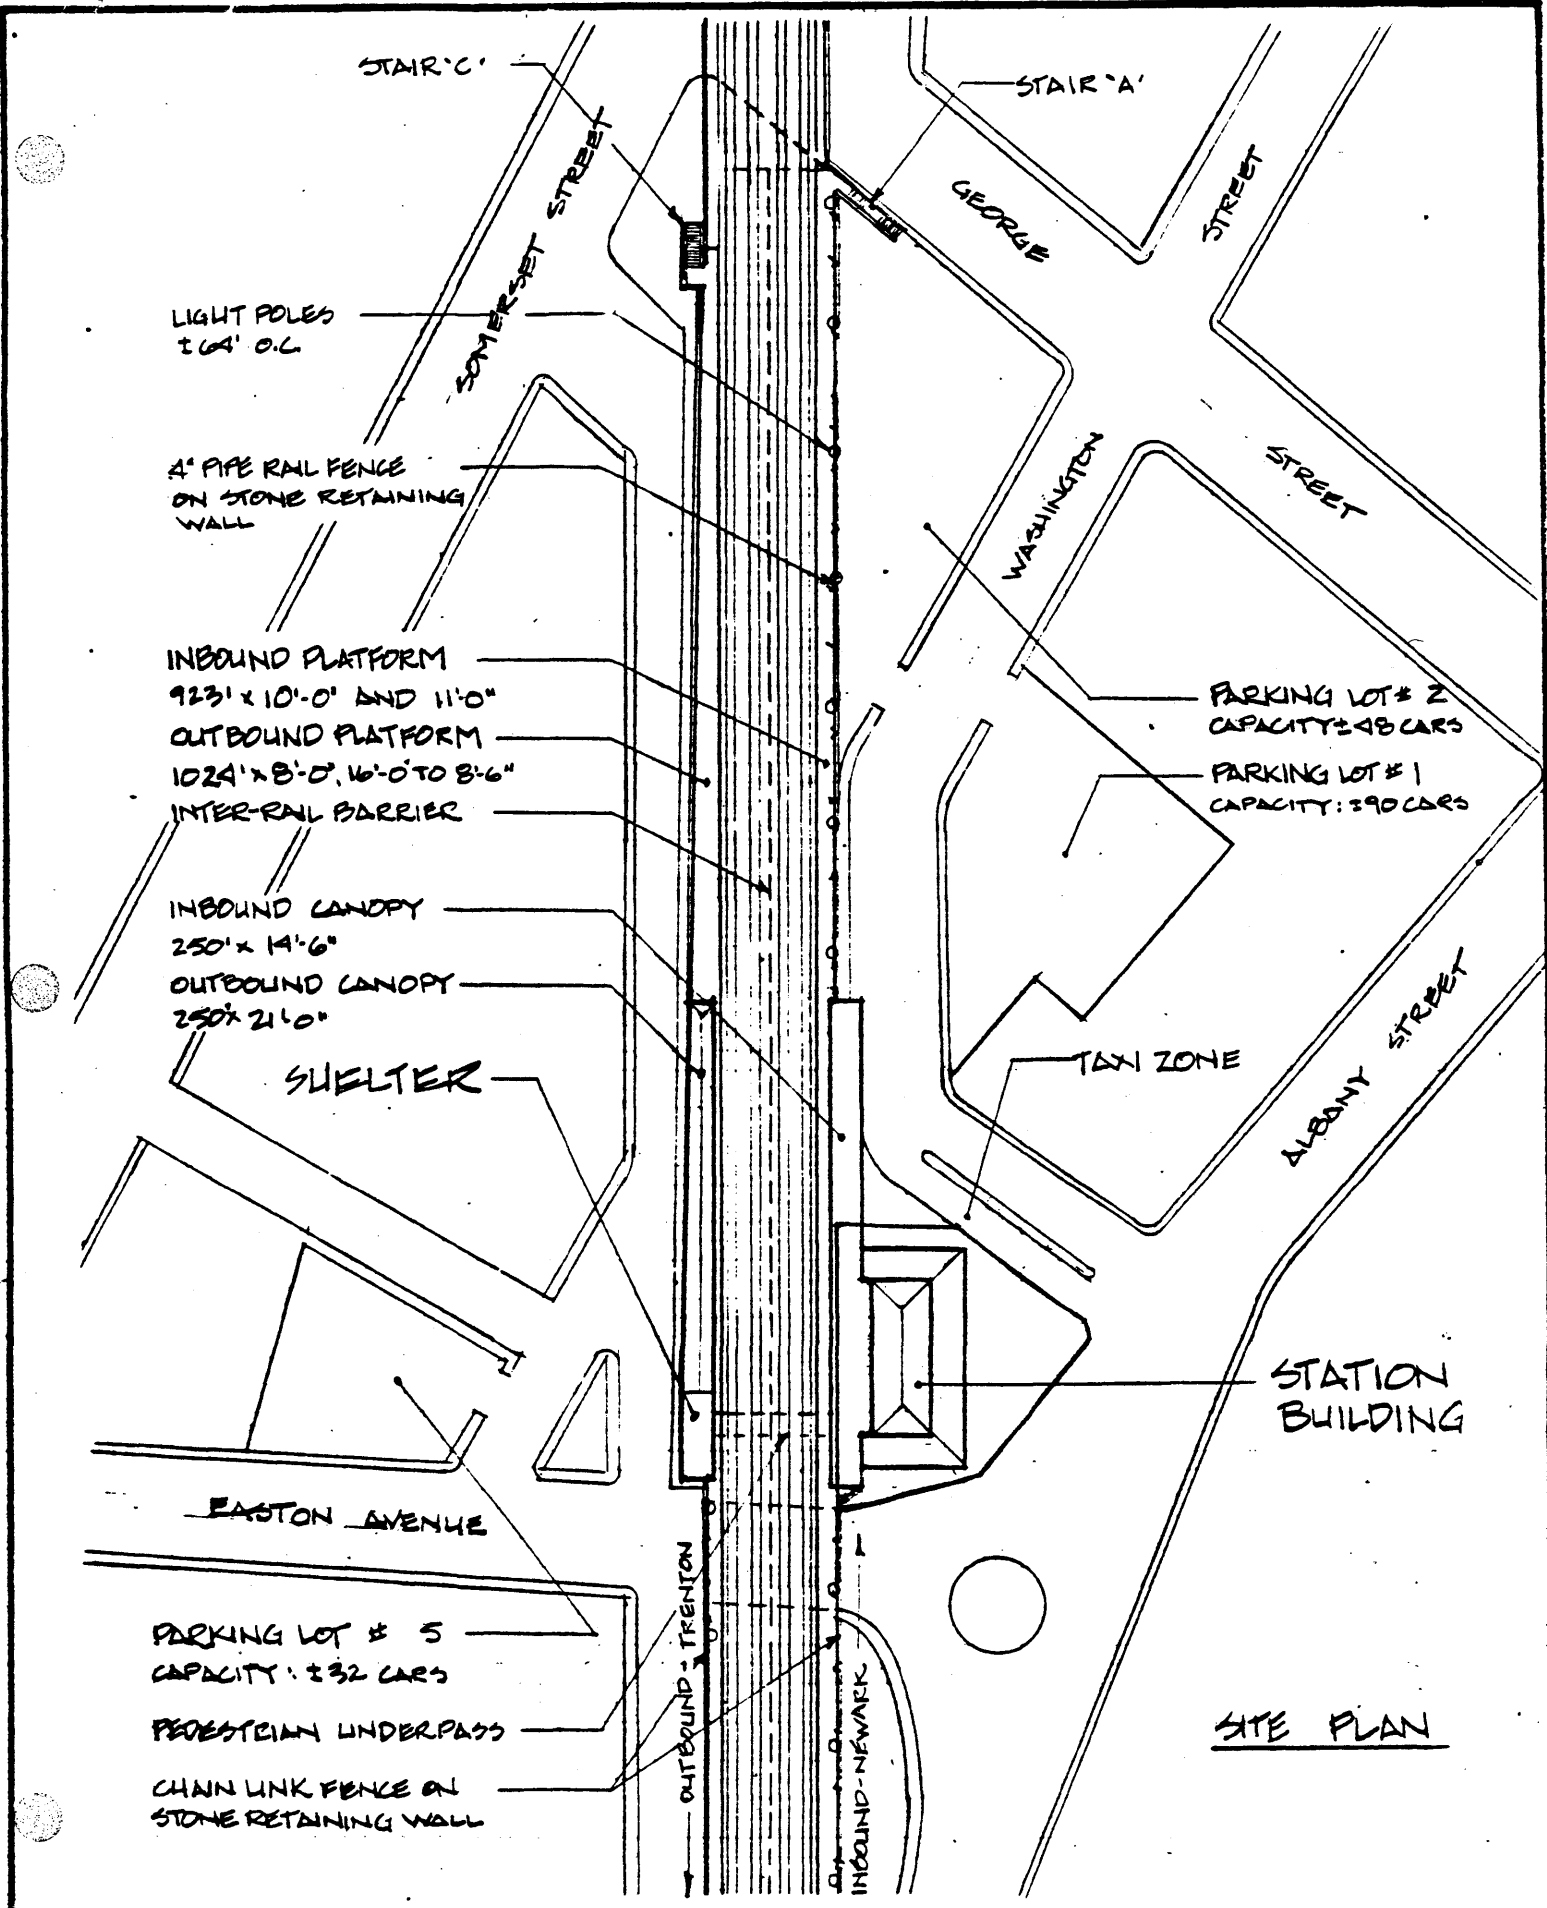 STAIR 'C'
STAIR 'A'
SOMERSET STREET
GEORGE
STREET
STREET
WASHINGTON
LIGHT POLES
±64' O.C.
4' PIPE RAIL FENCE
ON STONE RETAINING
WALL
INBOUND PLATFORM
923' x 10'-0" AND 11'-0"
OUTBOUND PLATFORM
1024' x 8'-0", 16'-0" TO 8'-6"
INTER-RAIL BARRIER
PARKING LOT # 2
CAPACITY ± 48 CARS
PARKING LOT # 1
CAPACITY: ±90 CARS
INBOUND CANOPY
250' x 14'-6"
OUTBOUND CANOPY
250' x 21'-0"
SHELTER
TAXI ZONE
ALBANY STREET
STATION
BUILDING
EASTON AVENUE
PARKING LOT # 5
CAPACITY: ±32 CARS
PEDESTRIAN UNDERPASS
CHAIN LINK FENCE ON
STONE RETAINING WALL
OUTBOUND - TRENTON
INBOUND-NEWARK
SITE PLAN